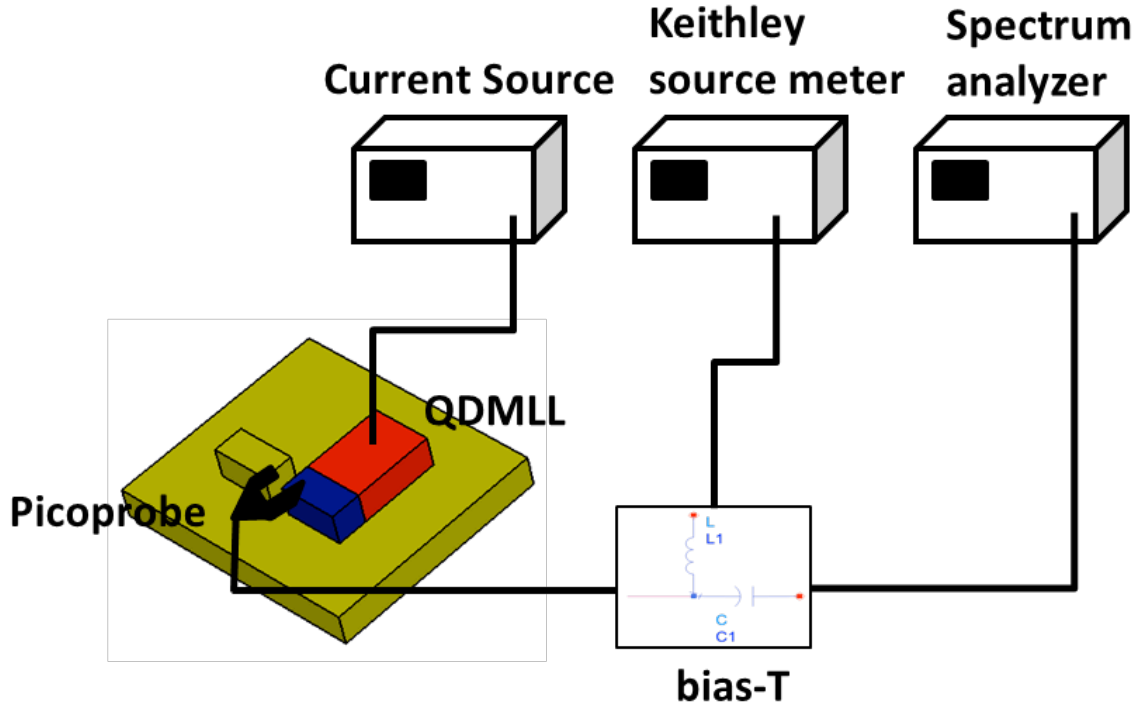 Keithley
source meter
Spectrum
analyzer
Current Source
QDMLL
Picoprobe
L
L1
C
C1
bias-T